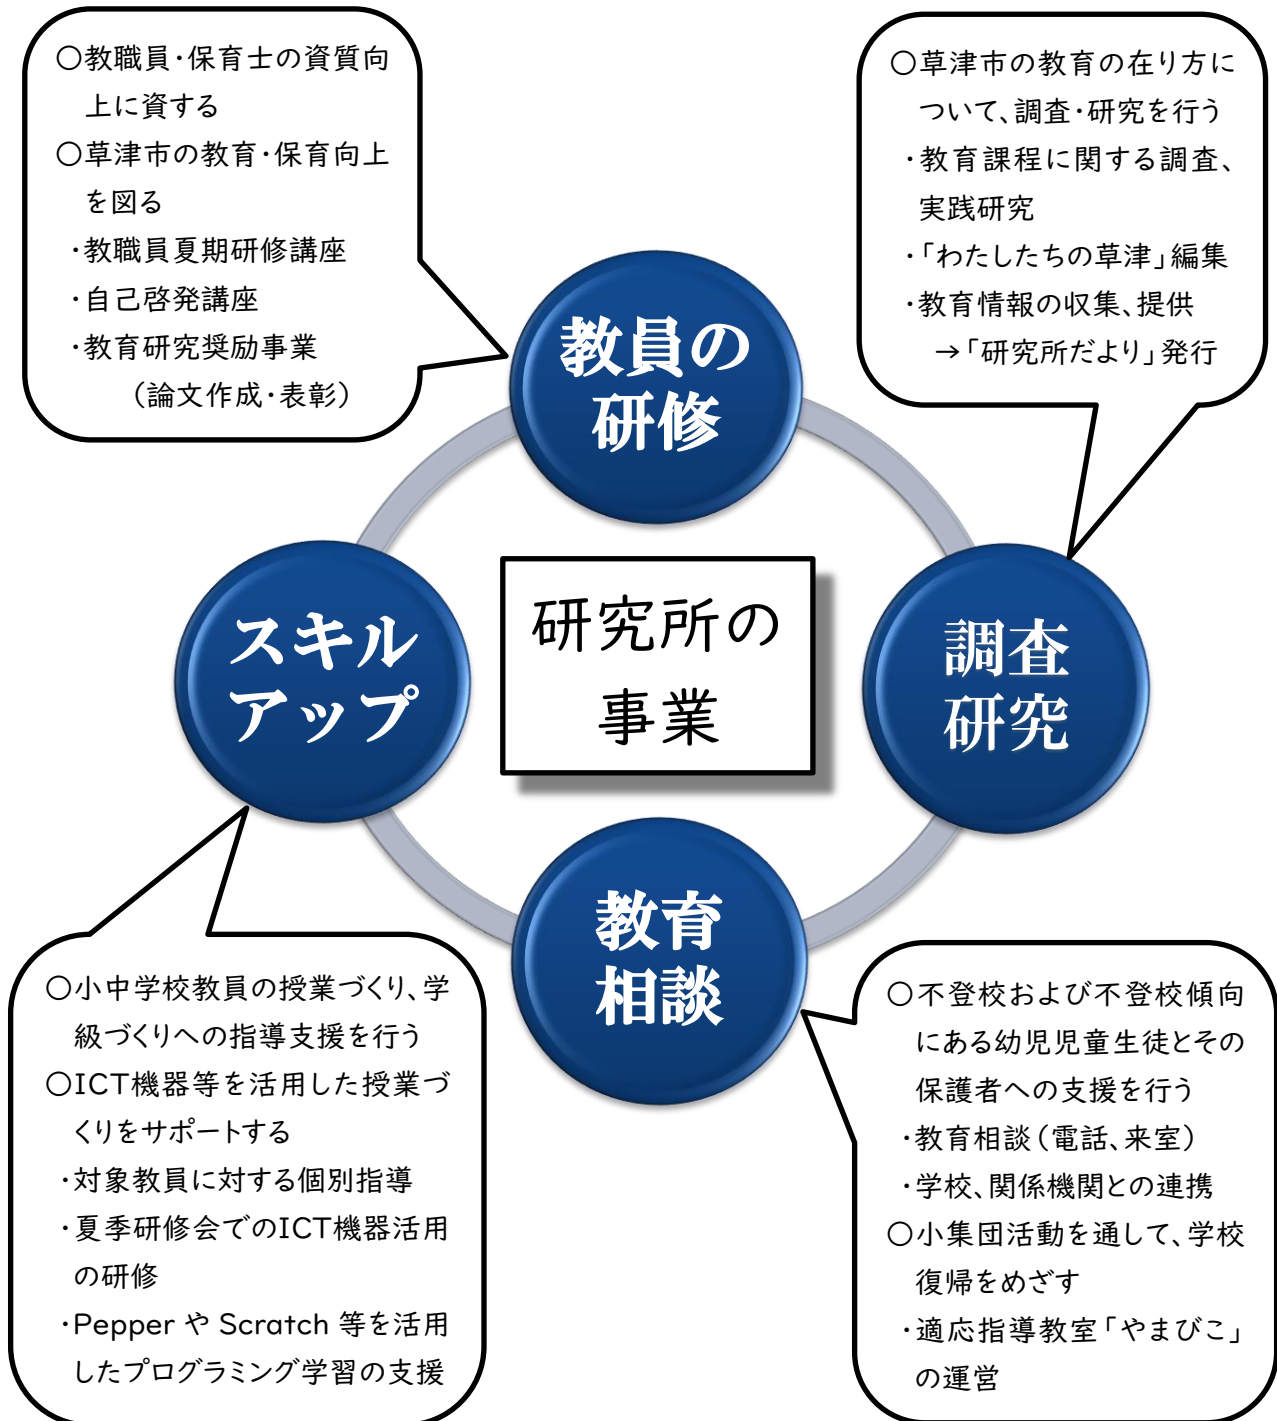 ○教職員・保育士の資質向
上に資する
○草津市の教育・保育向上
を図る
・教職員夏期研修講座
・自己啓発講座
・教育研究奨励事業
（論文作成・表彰）
○草津市の教育の在り方に
ついて、調査・研究を行う
・教育課程に関する調査、
実践研究
・「わたしたちの草津」編集
・教育情報の収集、提供
→「研究所だより」発行
教員の
研修
スキル
アップ
研究所の
事業
調査
研究
教育
相談
○小中学校教員の授業づくり、学
級づくりへの指導支援を行う
○ICT機器等を活用した授業づ
くりをサポートする
・対象教員に対する個別指導
・夏季研修会でのICT機器活用
の研修
・Pepper や Scratch 等を活用
したプログラミング学習の支援
○不登校および不登校傾向
にある幼児児童生徒とその
保護者への支援を行う
・教育相談（電話、来室）
・学校、関係機関との連携
○小集団活動を通して、学校
復帰をめざす
・適応指導教室「やまびこ」
の運営